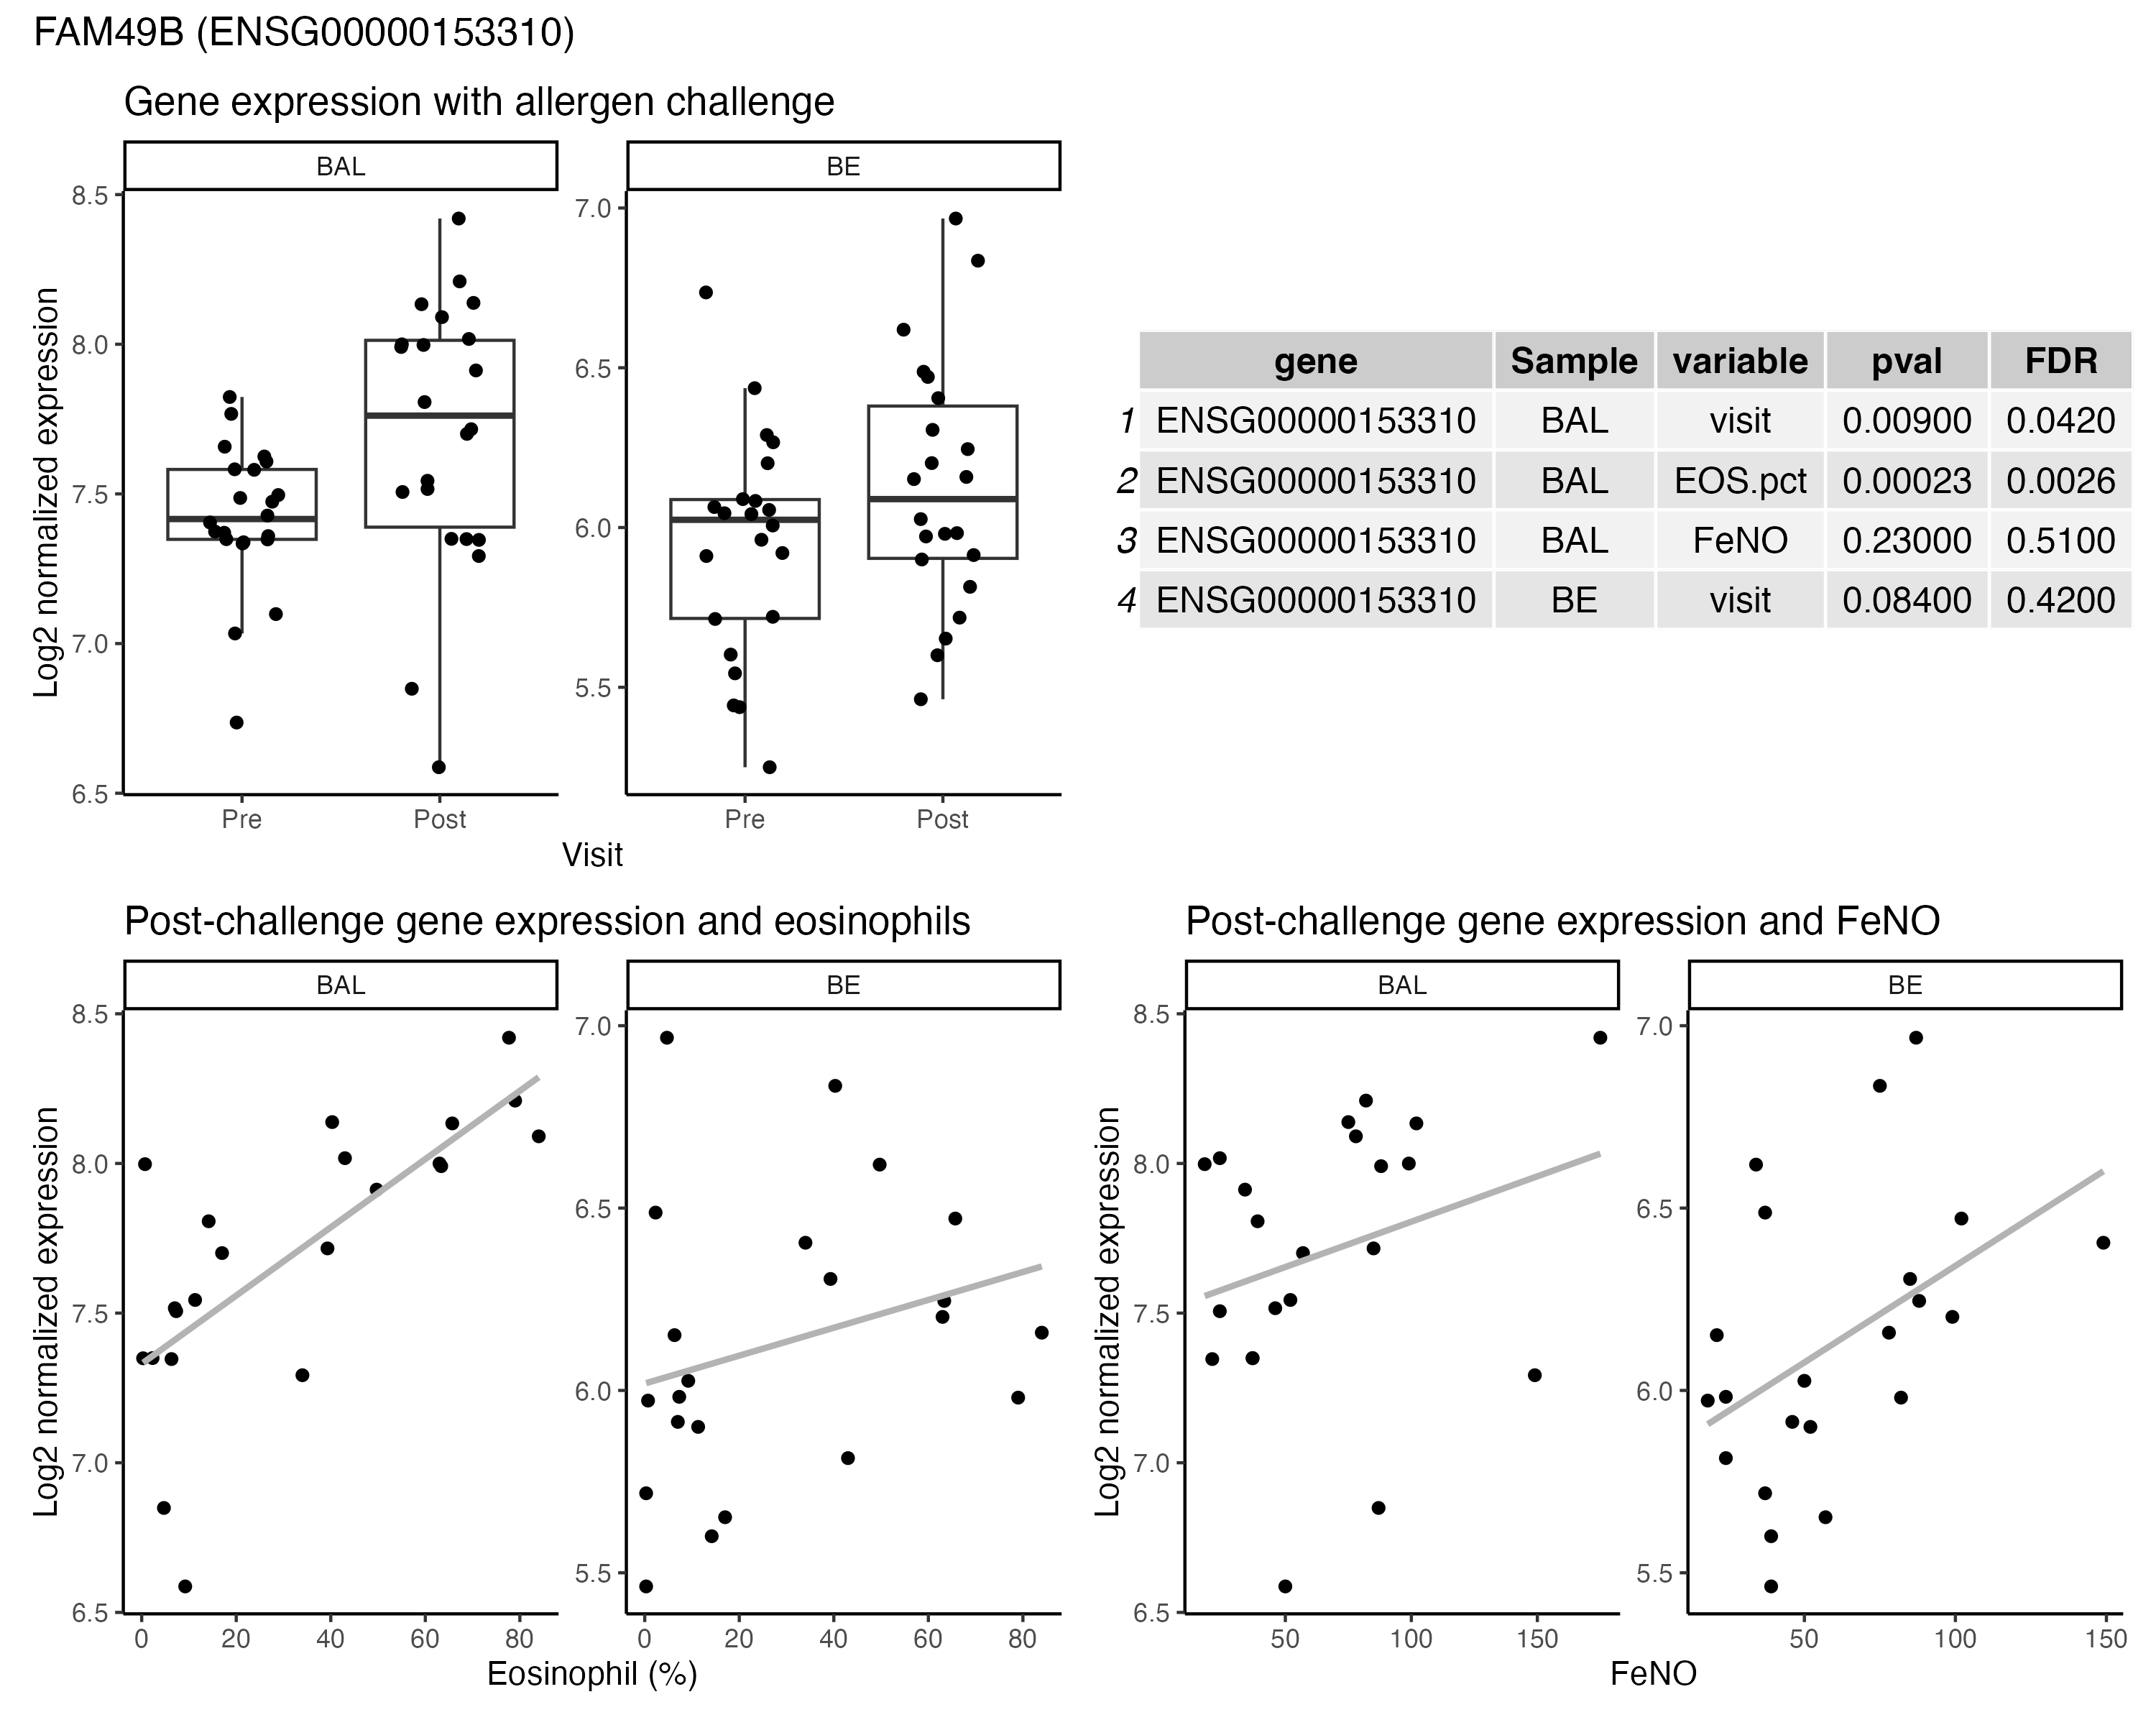 FAM49B (ENSG00000153310)
Gene expression with allergen challenge
BAL
BE
Log2 normalized expression
8.5
8.0
7.5
7.0
6.5
7.0
6.5
6.0
5.5
Pre
Post
Pre
Post
Visit
gene Sample variable pval FDR
1 ENSG00000153310 BAL visit 0.00900 0.0420
2 ENSG00000153310 BAL EOS.pct 0.00023 0.0026
3 ENSG00000153310 BAL FeNO 0.23000 0.5100
4 ENSG00000153310 BE visit 0.08400 0.4200
Post-challenge gene expression and eosinophils
BAL
BE
Log2 normalized expression
8.5
8.0
7.5
7.0
6.5
7.0
6.5
6.0
5.5
0 20 40 60 80
0 20 40 60 80
Eosinophil (%)
Post-challenge gene expression and FeNO
BAL
BE
Log2 normalized expression
8.5
8.0
7.5
7.0
6.5
7.0
6.5
6.0
5.5
50 100 150
50 100 150
FeNO